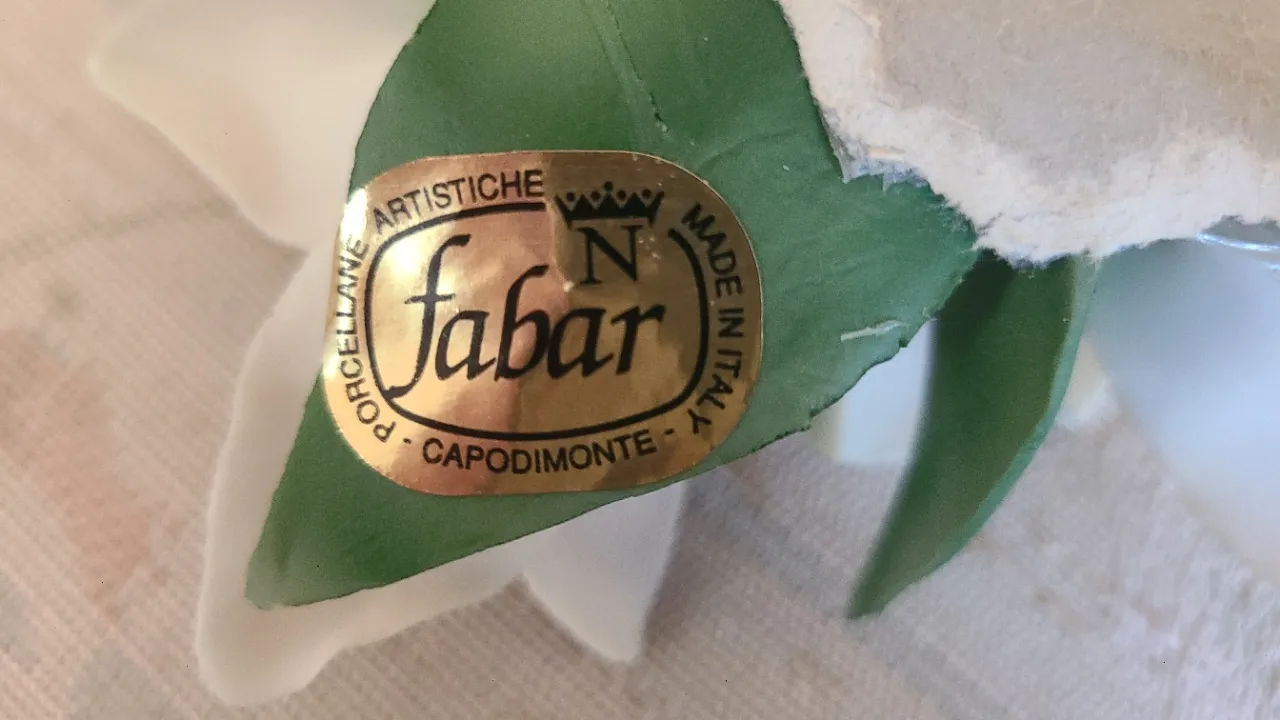 PORCELLANE ARTISTICHE
N
fabar
MADE IN ITALY
- CAPODIMONTE -